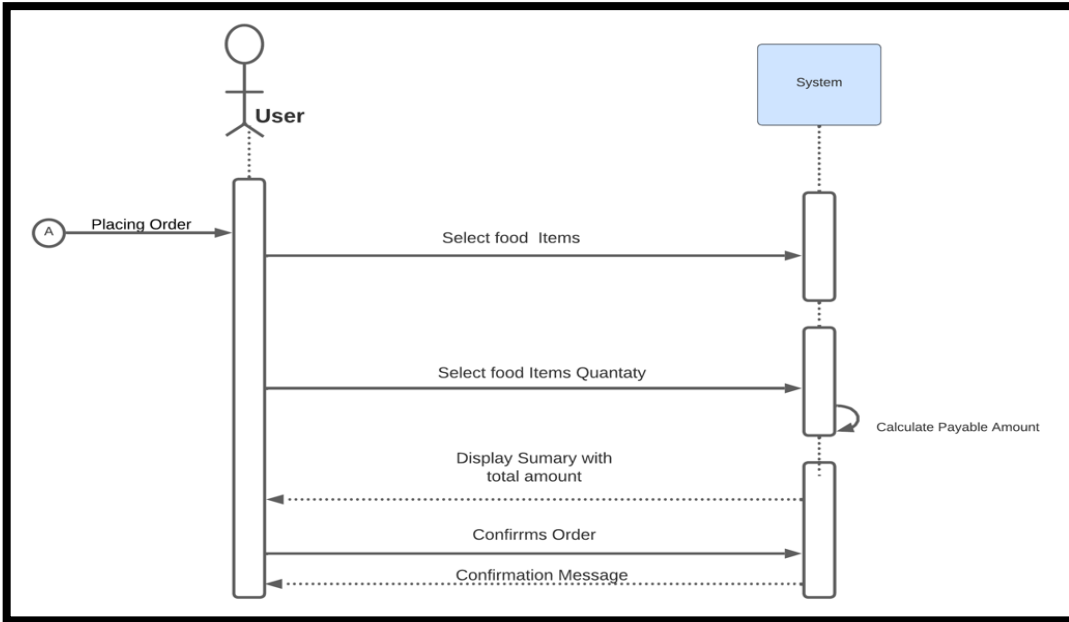 User
System
A
Placing Order
Select food Items
Select food Items Quantaty
Calculate Payable Amount
Display Sumary with
total amount
Confirrms Order
Confirmation Message